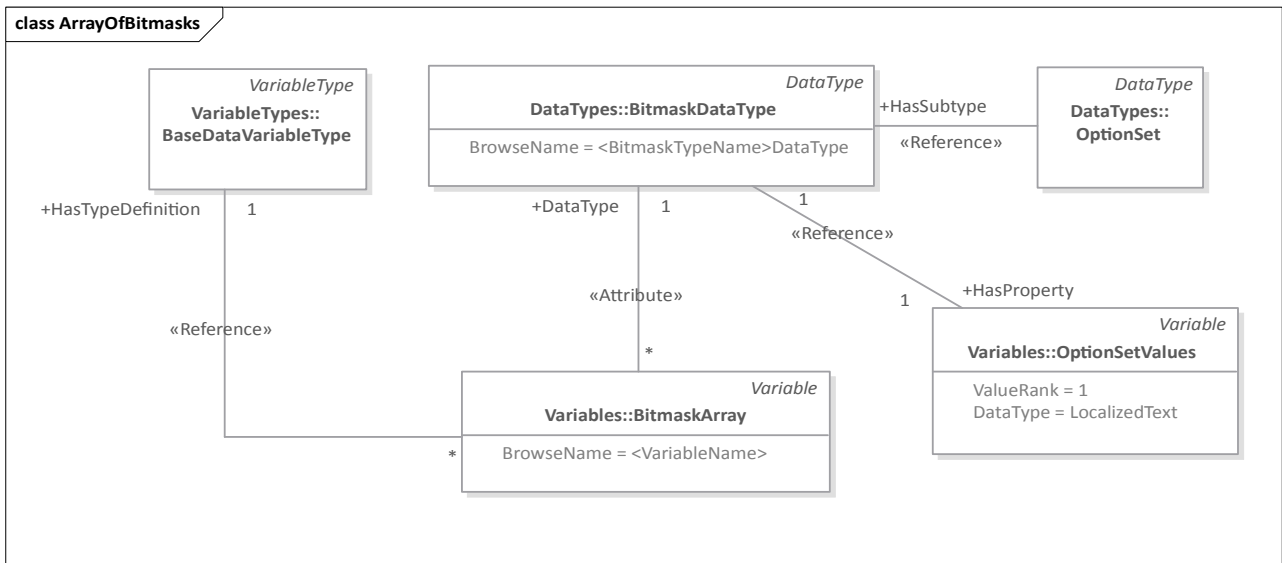 class ArrayOfBitmasks
VariableType
VariableTypes::
BaseDataVariableType
DataType
DataTypes::BitmaskDataType
BrowseName = <BitmaskTypeName>DataType
+HasSubtype
«Reference»
DataType
DataTypes::
OptionSet
+HasTypeDefinition
1
+DataType
1
1
«Reference»
«Attribute»
«Reference»
+HasProperty
1
*
*
Variable
Variables::BitmaskArray
BrowseName = <VariableName>
Variable
Variables::OptionSetValues
ValueRank = 1
DataType = LocalizedText